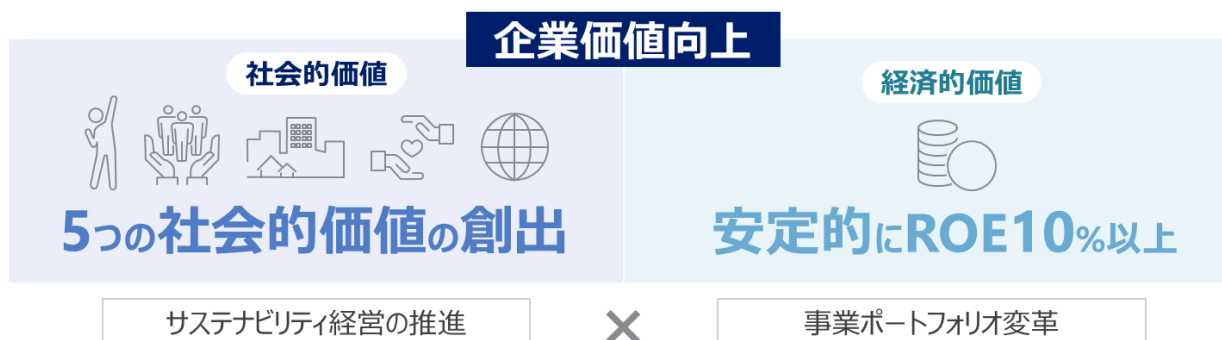 企業価値向上
社会的価値
経済的価値
5つの社会的価値の創出
安定的にROE10%以上
サステナビリティ経営の推進
×
事業ポートフォリオ変革